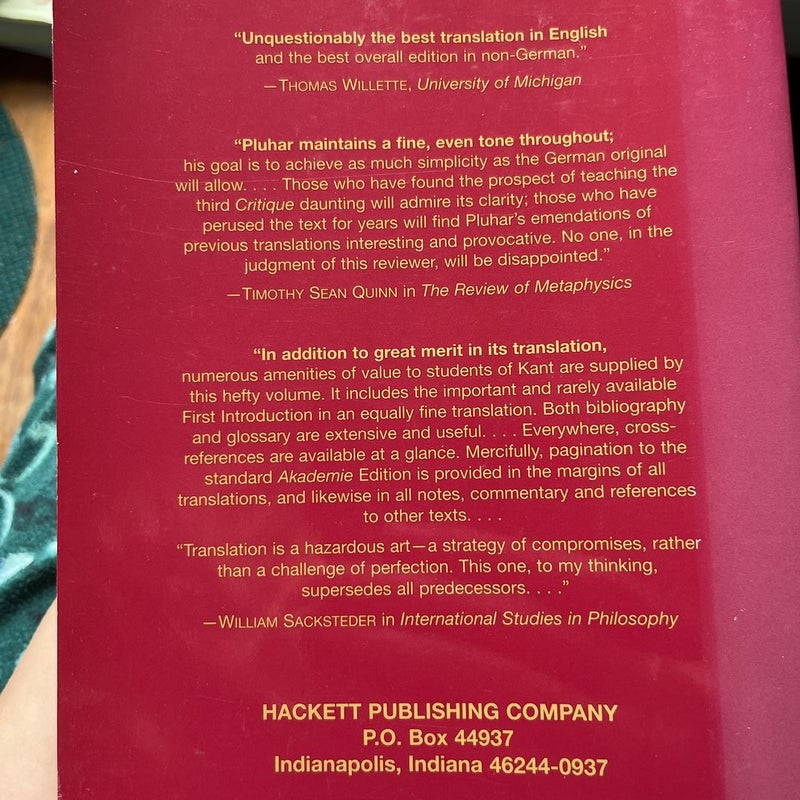 “Unquestionably the best translation in English
and the best overall edition in non-German.”
—THOMAS WILLETTE, University of Michigan
“Pluhar maintains a fine, even tone throughout;
his goal is to achieve as much simplicity as the German original
will allow. . . . Those who have found the prospect of teaching the
third Critique daunting will admire its clarity; those who have
perused the text for years will find Pluhar’s emendations of
previous translations interesting and provocative. No one, in the
judgment of this reviewer, will be disappointed.”
—TIMOTHY SEAN QUINN in The Review of Metaphysics
“In addition to great merit in its translation,
numerous amenities of value to students of Kant are supplied by
this hefty volume. It includes the important and rarely available
First Introduction in an equally fine translation. Both bibliography
and glossary are extensive and useful. . . . Everywhere, cross-
references are available at a glance. Mercifully, pagination to the
standard Akademie Edition is provided in the margins of all
translations, and likewise in all notes, commentary and references
to other texts. . . .
“Translation is a hazardous art—a strategy of compromises, rather
than a challenge of perfection. This one, to my thinking,
supersedes all predecessors. . . .”
—WILLIAM SACKSTEDER in International Studies in Philosophy
HACKETT PUBLISHING COMPANY
P.O. Box 44937
Indianapolis, Indiana 46244-0937